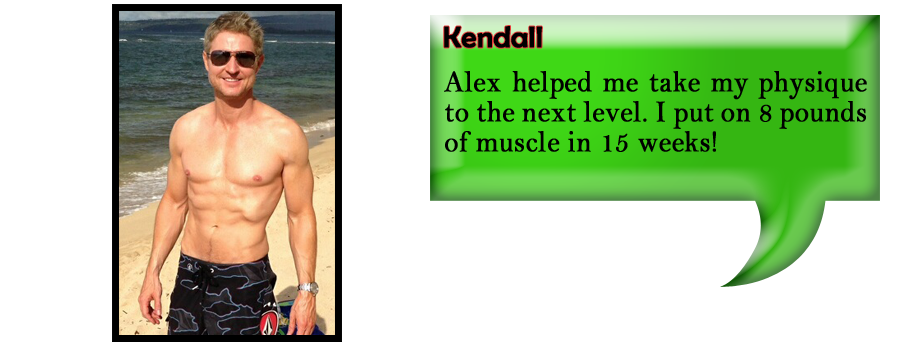 Kendall
Alex helped me take my physique
to the next level. I put on 8 pounds
of muscle in 15 weeks!